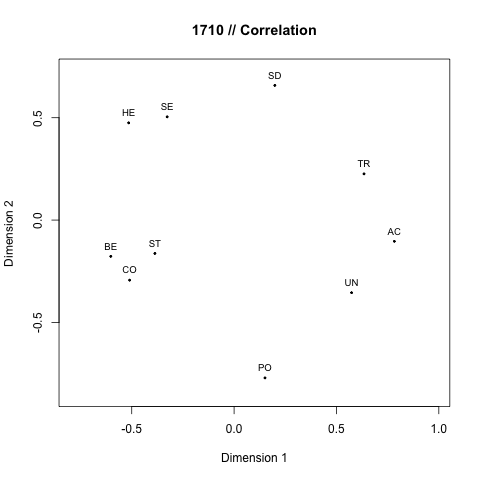 1710 // Correlation
SD
SE
HE
TR
AC
ST
BE
CO
UN
PO
0.5
0.0
-0.5
Dimension 2
-0.5 0.0 0.5 1.0
Dimension 1